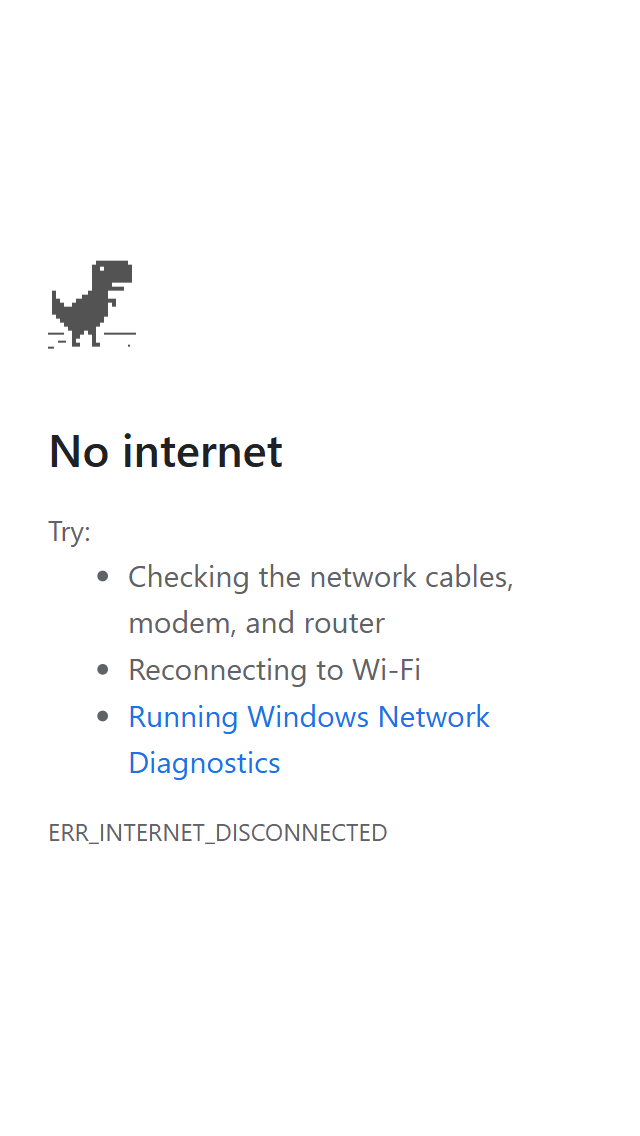 No internet
Try:
Checking the network cables,
modem, and router
Reconnecting to Wi-Fi
Running Windows Network
Diagnostics
ERR_INTERNET_DISCONNECTED